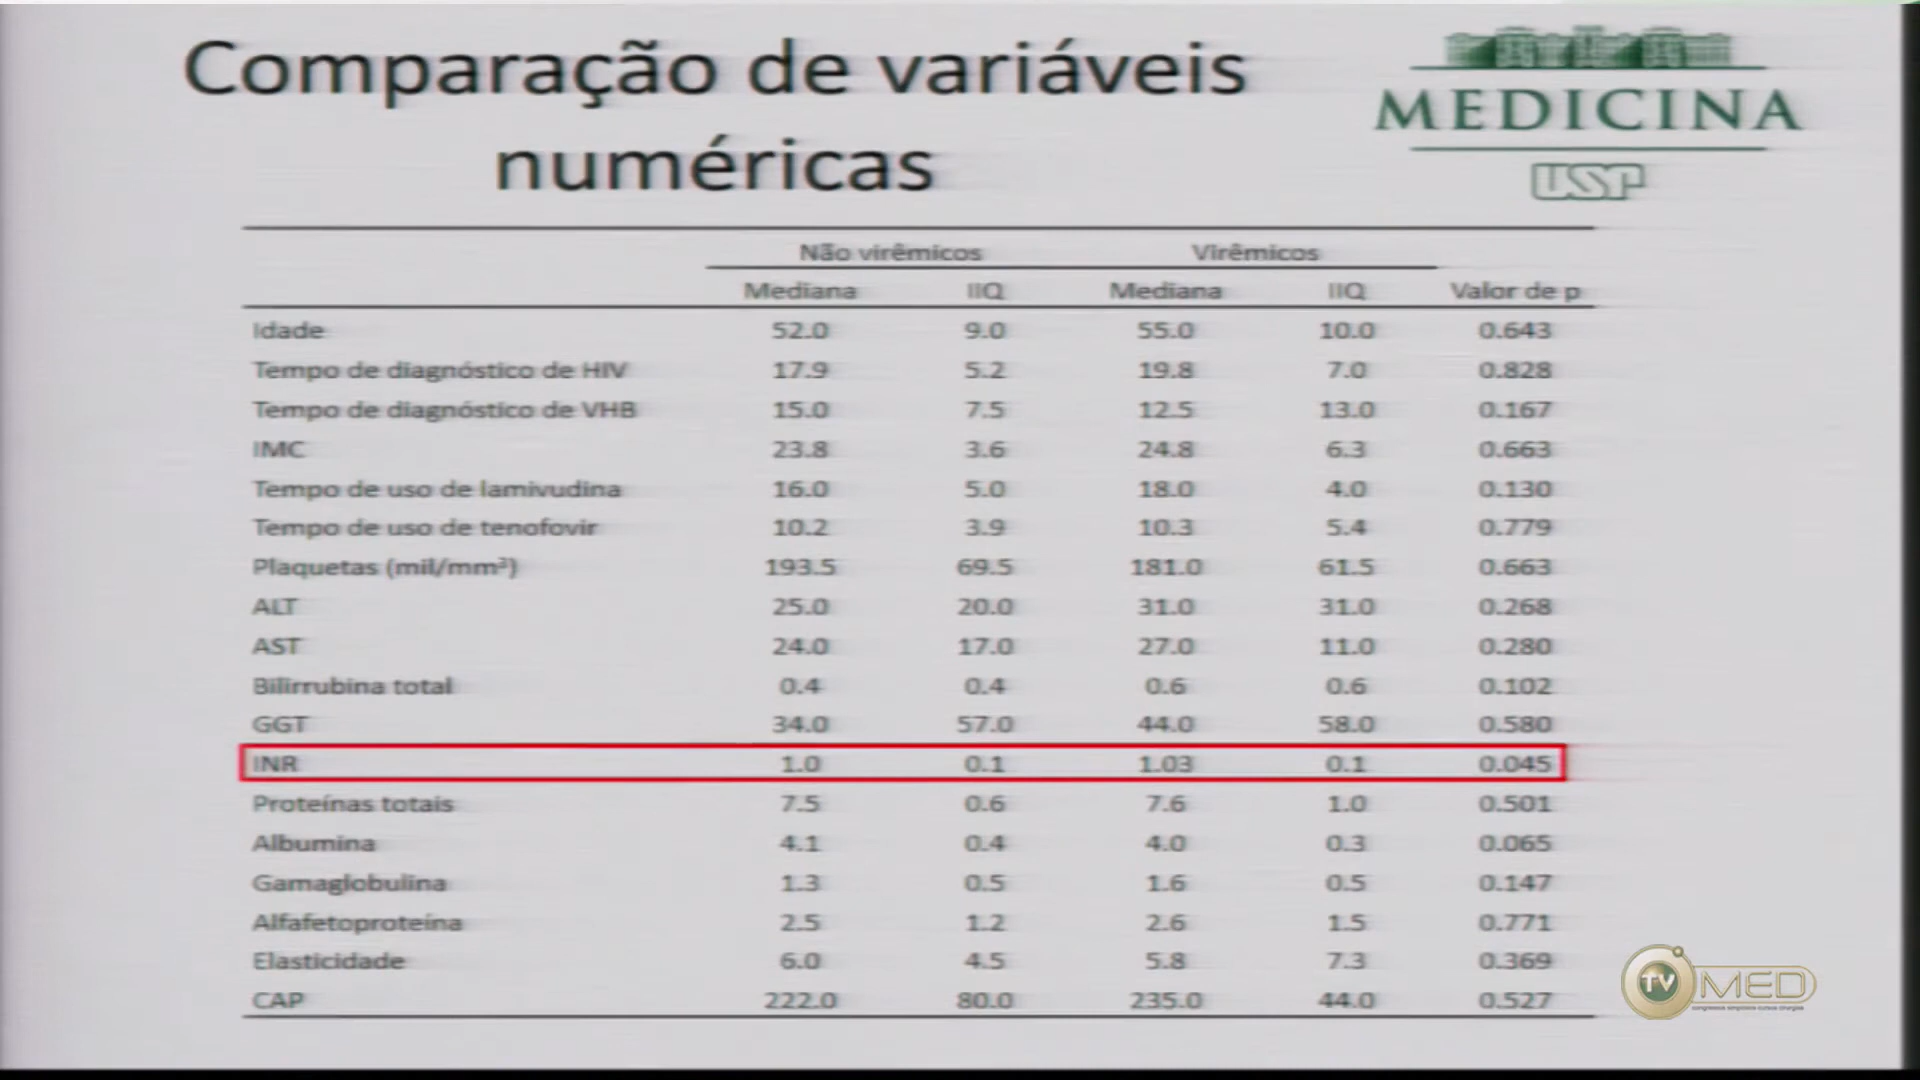 Comparação de variáveis
numéricas
MEDICINA
USP
Não virêmicos Virêmicos
Mediana IIQ Mediana IIQ Valor de p
Idade 52.0 9.0 55.0 10.0 0.643
Tempo de diagnóstico de HIV 17.9 5.2 19.8 7.0 0.828
Tempo de diagnóstico de VHB 15.0 7.5 12.5 13.0 0.167
IMC 23.8 3.6 24.8 6.3 0.663
Tempo de uso de lamivudina 16.0 5.0 18.0 4.0 0.130
Tempo de uso de tenofovir 10.2 3.9 10.3 5.4 0.779
Plaquetas (mil/mm³) 193.5 69.5 181.0 61.5 0.663
ALT 25.0 20.0 31.0 31.0 0.268
AST 24.0 17.0 27.0 11.0 0.280
Bilirrubina total 0.4 0.4 0.6 0.6 0.102
GGT 34.0 57.0 44.0 58.0 0.580
INR 1.0 0.1 1.03 0.1 0.045
Proteínas totais 7.5 0.6 7.6 1.0 0.501
Albumina 4.1 0.4 4.0 0.3 0.065
Gamaglobulina 1.3 0.5 1.6 0.5 0.147
Alfafetoproteína 2.5 1.2 2.6 1.5 0.771
Elasticidade 6.0 4.5 5.8 7.3 0.369
CAP 222.0 80.0 235.0 44.0 0.527
TV MED